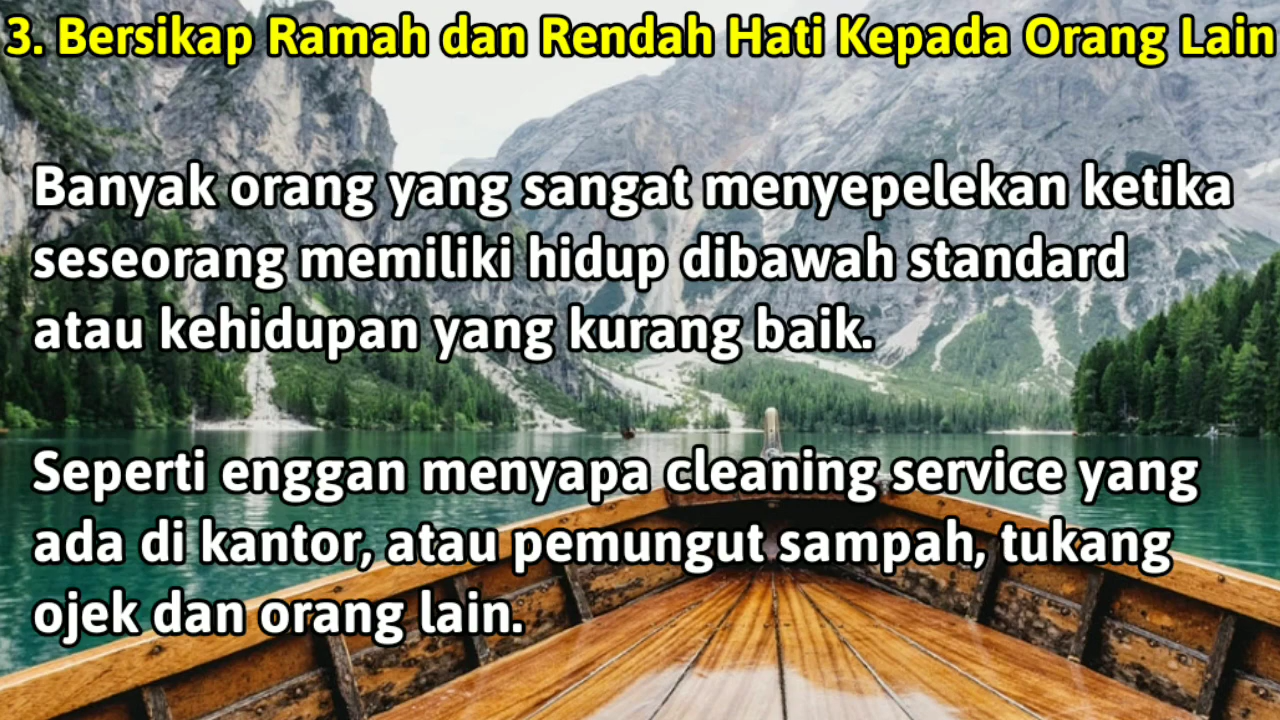 3. Bersikap Ramah dan Rendah Hati Kepada Orang Lain
Banyak orang yang sangat menyepelekan ketika
seseorang memiliki hidup dibawah standard
atau kehidupan yang kurang baik.
Seperti enggan menyapa cleaning service yang
ada di kantor, atau pemungut sampah, tukang
ojek dan orang lain.